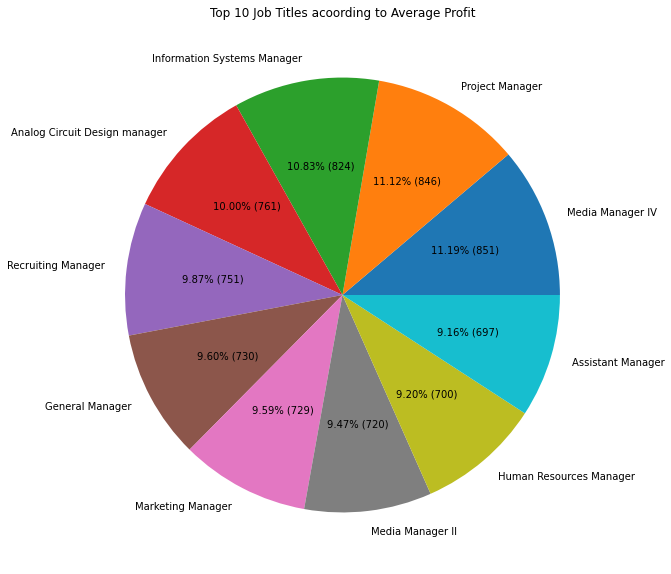 Top 10 Job Titles acoording to Average Profit
Information Systems Manager
Project Manager
Analog Circuit Design manager
10.83% (824)
11.12% (846)
10.00% (761)
Media Manager IV
11.19% (851)
Recruiting Manager
9.87% (751)
9.16% (697)
Assistant Manager
9.60% (730)
9.20% (700)
General Manager
9.59% (729)
9.47% (720)
Human Resources Manager
Marketing Manager
Media Manager II